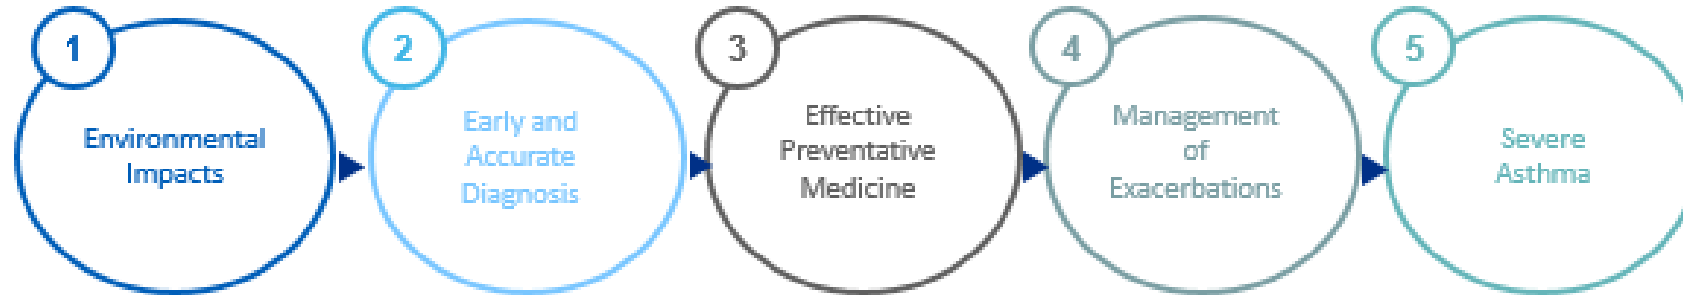 1
Environmental
Impacts
2
Early and
Accurate
Diagnosis
3
Effective
Preventative
Medicine
4
Management
of
Exacerbations
5
Severe
Asthma